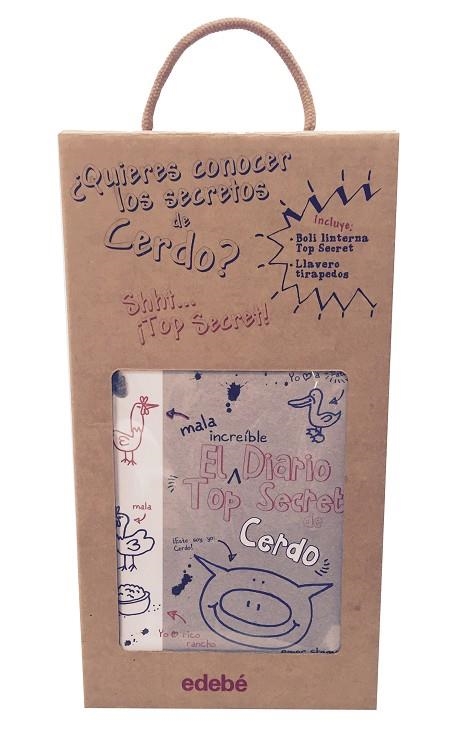 ¿Quieres conocer
los secretos
de
Cerdo?
Incluye:
· Boli linterna
Top Secret
· Llavero
tirapedos
Shht...
¡Top Secret!
Yo
a
mala
increíble
El Diario
Top Secret
de
Cerdo
mala
¡Este soy yo:
Cerdo!
Yo rico
rancho
edebé